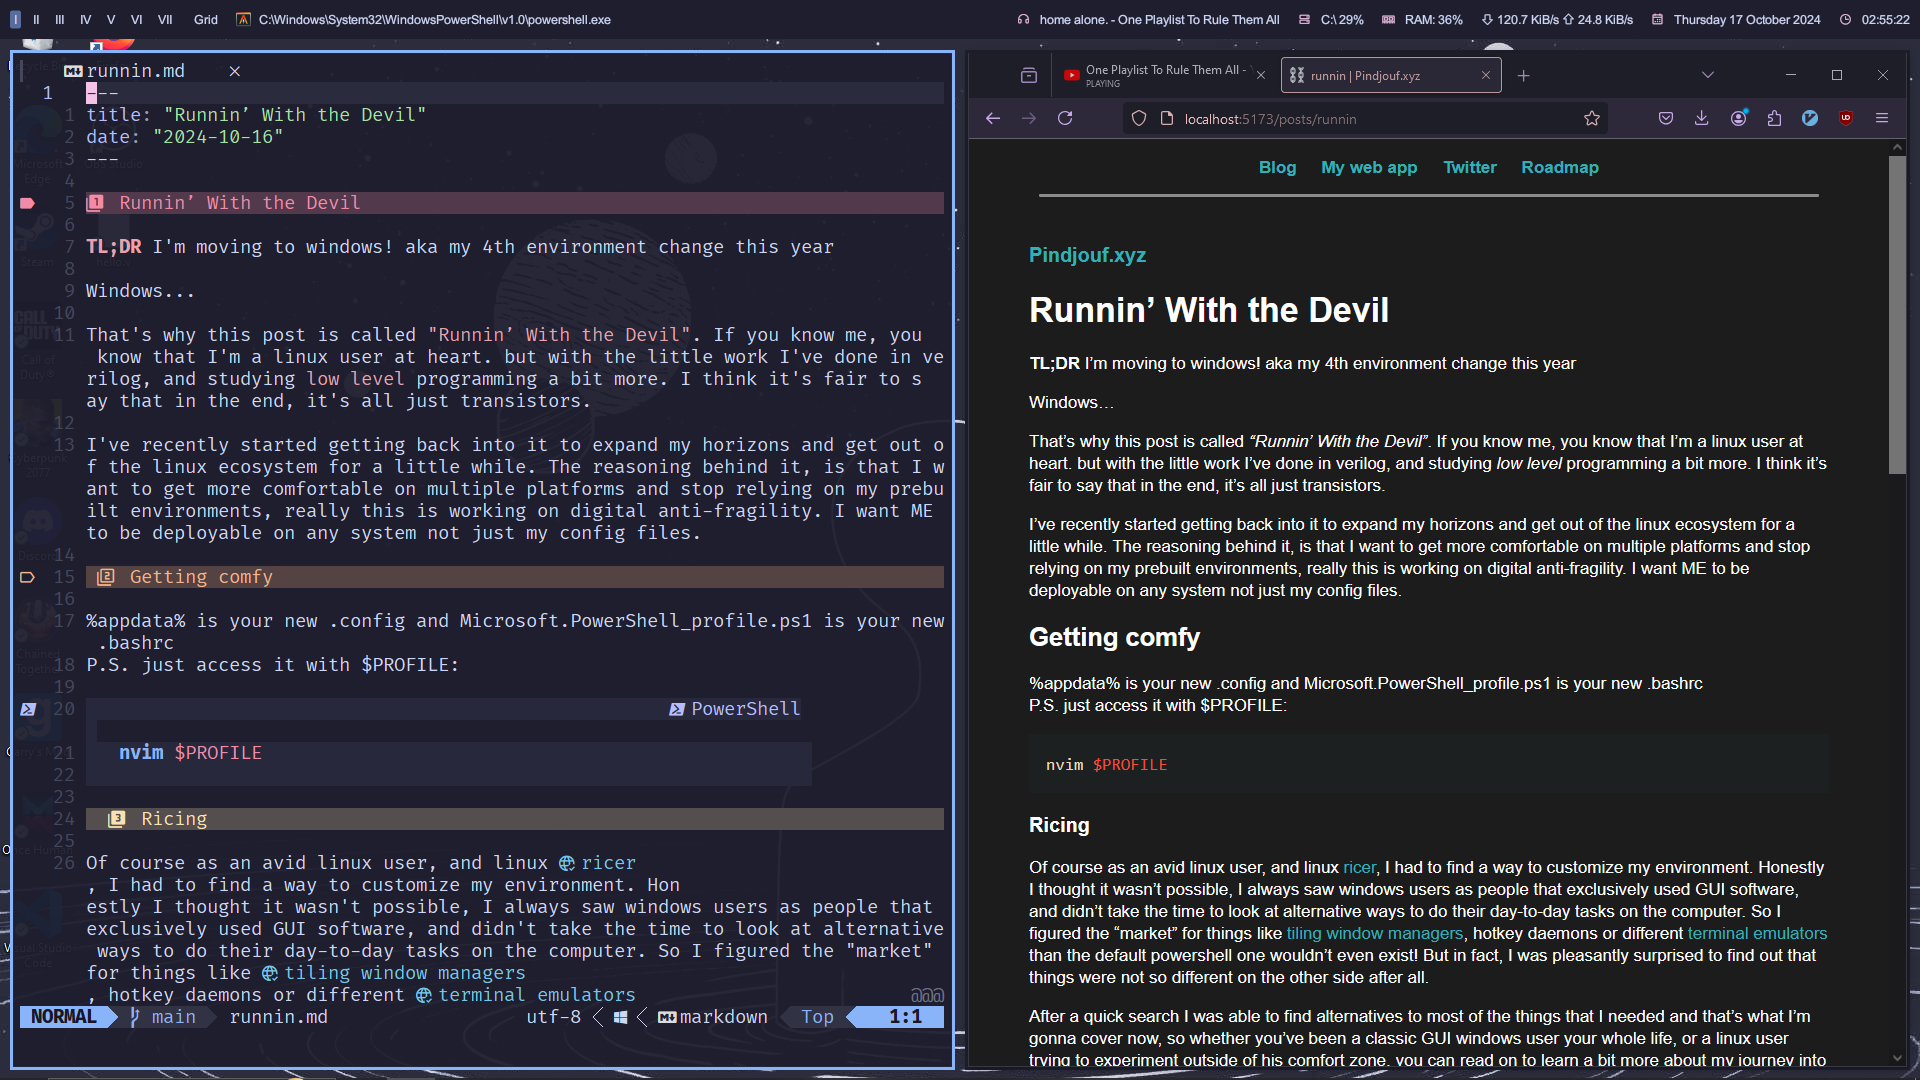 I II III IV V VI VII Grid C:\Windows\System32\WindowsPowerShell\v1.0\powershell.exe home alone. - One Playlist To Rule Them All C:\ 29% RAM: 36% 120.7 KiB/s 24.8 KiB/s Thursday 17 October 2024 02:55:22
runnin.md ×
1 ---
1 title: "Runnin’ With the Devil"
2 date: "2024-10-16"
3 ---
4
5 1 Runnin’ With the Devil
6
7 TL;DR I'm moving to windows! aka my 4th environment change this year
8
9 Windows...
10
11 That's why this post is called "Runnin’ With the Devil". If you know me, you
know that I'm a linux user at heart. but with the little work I've done in ve
rilog, and studying low level programming a bit more. I think it's fair to s
ay that in the end, it's all just transistors.
12
13 I've recently started getting back into it to expand my horizons and get out o
f the linux ecosystem for a little while. The reasoning behind it, is that I w
ant to get more comfortable on multiple platforms and stop relying on my prebu
ilt environments, really this is working on digital anti-fragility. I want ME
to be deployable on any system not just my config files.
14
15 2 Getting comfy
16
17 %appdata% is your new .config and Microsoft.PowerShell_profile.ps1 is your new
.bashrc
18 P.S. just access it with $PROFILE:
19
20 PowerShell
21 nvim $PROFILE
22
23
24 3 Ricing
25
26 Of course as an avid linux user, and linux ricer
, I had to find a way to customize my environment. Hon
estly I thought it wasn't possible, I always saw windows users as people that
exclusively used GUI software, and didn't take the time to look at alternative
ways to do their day-to-day tasks on the computer. So I figured the "market"
for things like tiling window managers
, hotkey daemons or different terminal emulators
@@@
NORMAL main runnin.md utf-8 markdown Top 1:1
One Playlist To Rule Them All -
PLAYING
runnin | Pindjouf.xyz
localhost:5173/posts/runnin
Blog My web app Twitter Roadmap
Pindjouf.xyz
Runnin’ With the Devil
TL;DR I’m moving to windows! aka my 4th environment change this year
Windows…
That’s why this post is called “Runnin’ With the Devil”. If you know me, you know that I’m a linux user at
heart. but with the little work I’ve done in verilog, and studying low level programming a bit more. I think it’s
fair to say that in the end, it’s all just transistors.
I’ve recently started getting back into it to expand my horizons and get out of the linux ecosystem for a
little while. The reasoning behind it, is that I want to get more comfortable on multiple platforms and stop
relying on my prebuilt environments, really this is working on digital anti-fragility. I want ME to be
deployable on any system not just my config files.
Getting comfy
%appdata% is your new .config and Microsoft.PowerShell_profile.ps1 is your new .bashrc
P.S. just access it with $PROFILE:
nvim $PROFILE
Ricing
Of course as an avid linux user, and linux ricer, I had to find a way to customize my environment. Honestly
I thought it wasn’t possible, I always saw windows users as people that exclusively used GUI software,
and didn’t take the time to look at alternative ways to do their day-to-day tasks on the computer. So I
figured the “market” for things like tiling window managers, hotkey daemons or different terminal emulators
than the default powershell one wouldn’t even exist! But in fact, I was pleasantly surprised to find out that
things were not so different on the other side after all.
After a quick search I was able to find alternatives to most of the things that I needed and that’s what I’m
gonna cover now, so whether you’ve been a classic GUI windows user your whole life, or a linux user
trying to experiment outside of his comfort zone, you can read on to learn a bit more about my journey into